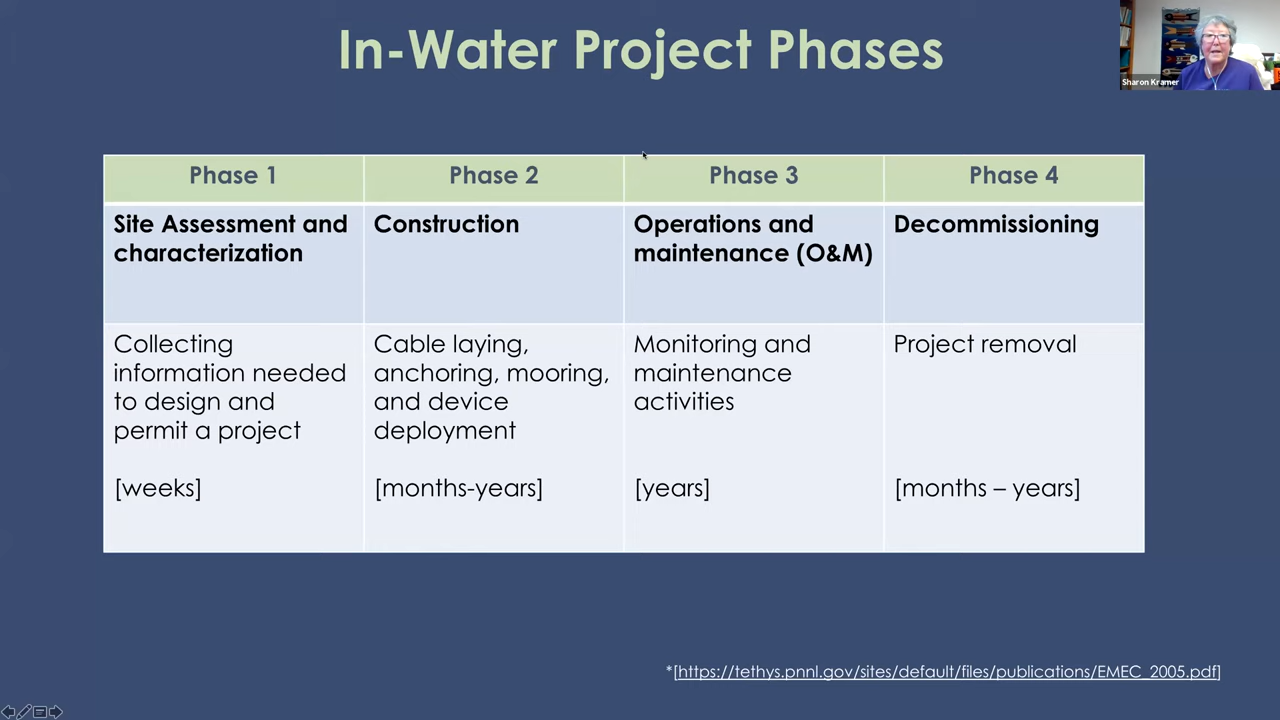 In-Water Project Phases
Sharon Kramer
Phase 1
Phase 2
Phase 3
Phase 4
Site Assessment and
characterization
Construction
Operations and
maintenance (O&M)
Decommissioning
Collecting
information needed
to design and
permit a project
[weeks]
Cable laying,
anchoring, mooring,
and device
deployment
[months-years]
Monitoring and
maintenance
activities
[years]
Project removal
[months – years]
*[https://tethys.pnnl.gov/sites/default/files/publications/EMEC_2005.pdf]